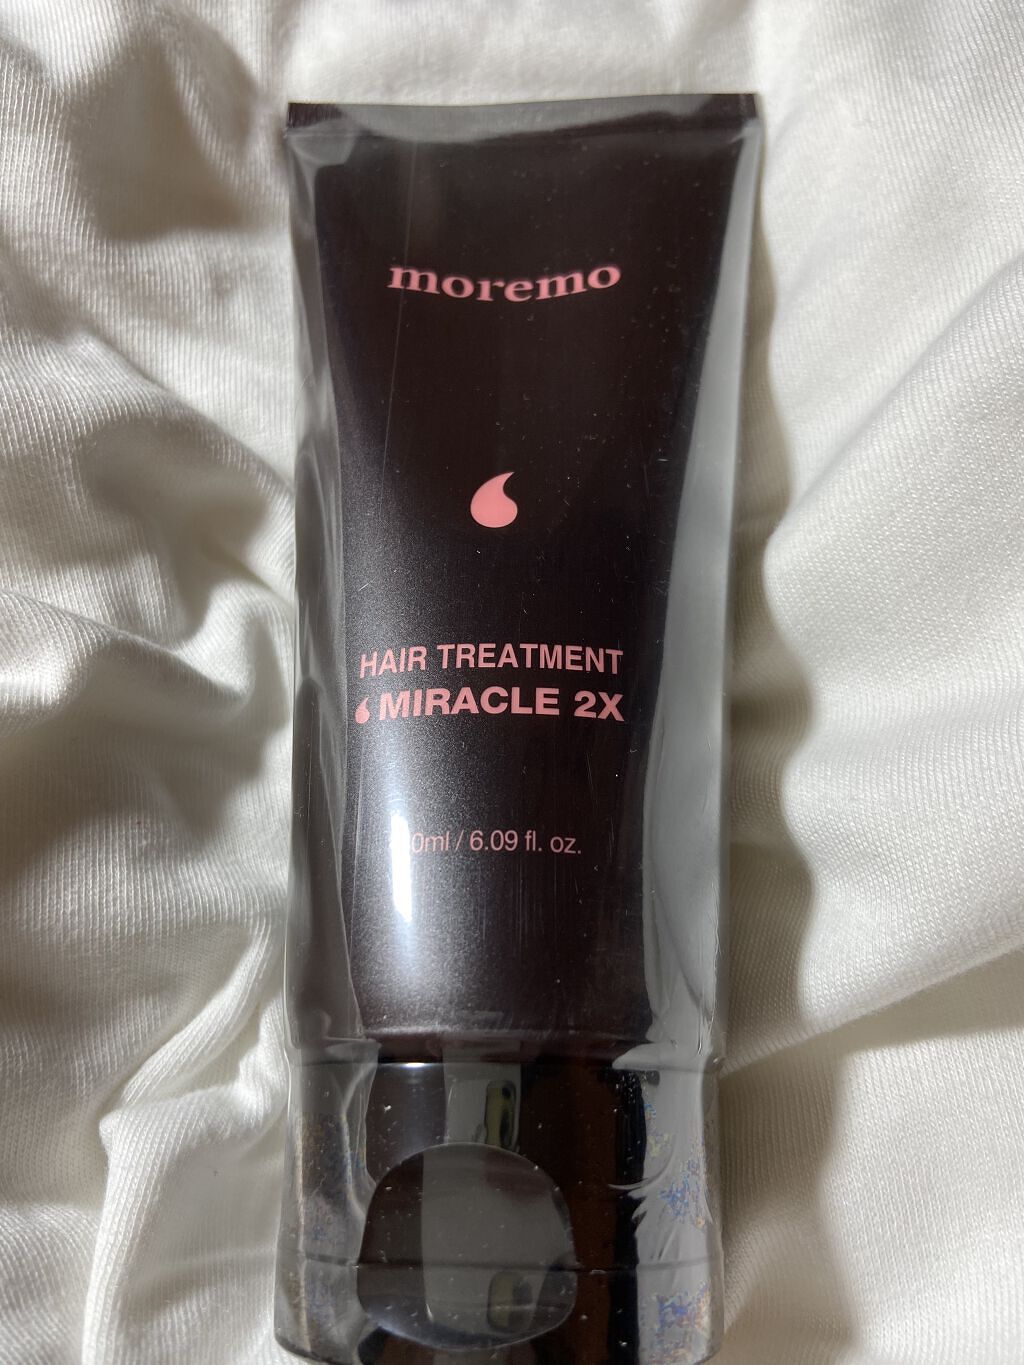 moremo
HAIR TREATMENT
MIRACLE 2X
/ 6.09 fl. oz.